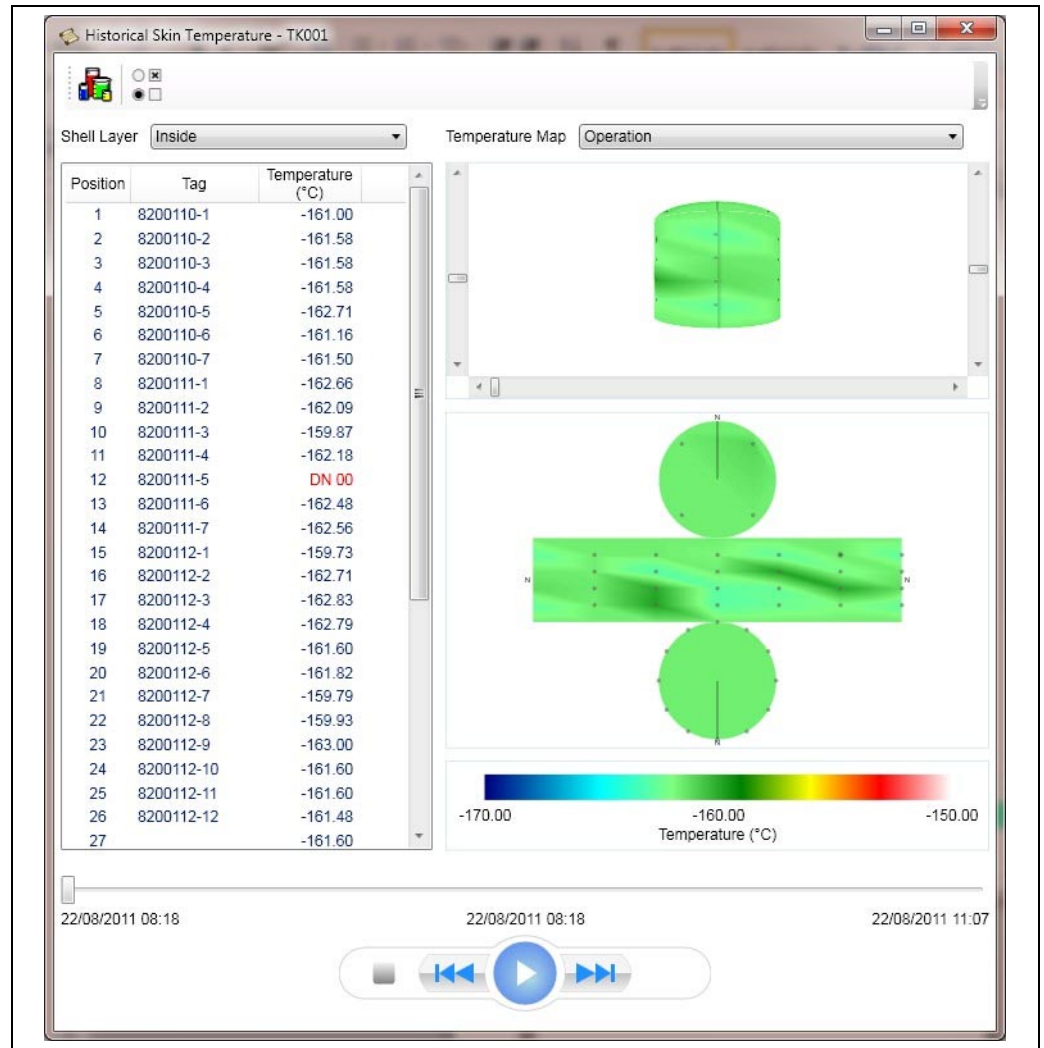 Historical Skin Temperature - TK001
Shell Layer Inside
Temperature Map Operation
Position Tag Temperature (°C)
1 8200110-1 -161.00
2 8200110-2 -161.58
3 8200110-3 -161.58
4 8200110-4 -161.58
5 8200110-5 -162.71
6 8200110-6 -161.16
7 8200110-7 -161.50
8 8200111-1 -162.66
9 8200111-2 -162.09
10 8200111-3 -159.87
11 8200111-4 -162.18
12 8200111-5 DN 00
13 8200111-6 -162.48
14 8200111-7 -162.56
15 8200112-1 -159.73
16 8200112-2 -162.71
17 8200112-3 -162.83
18 8200112-4 -162.79
19 8200112-5 -161.60
20 8200112-6 -161.82
21 8200112-7 -159.79
22 8200112-8 -159.93
23 8200112-9 -163.00
24 8200112-10 -161.60
25 8200112-11 -161.60
26 8200112-12 -161.48
27 -161.60
N
N N
N
-170.00 -160.00 -150.00
Temperature (°C)
22/08/2011 08:18 22/08/2011 08:18 22/08/2011 11:07